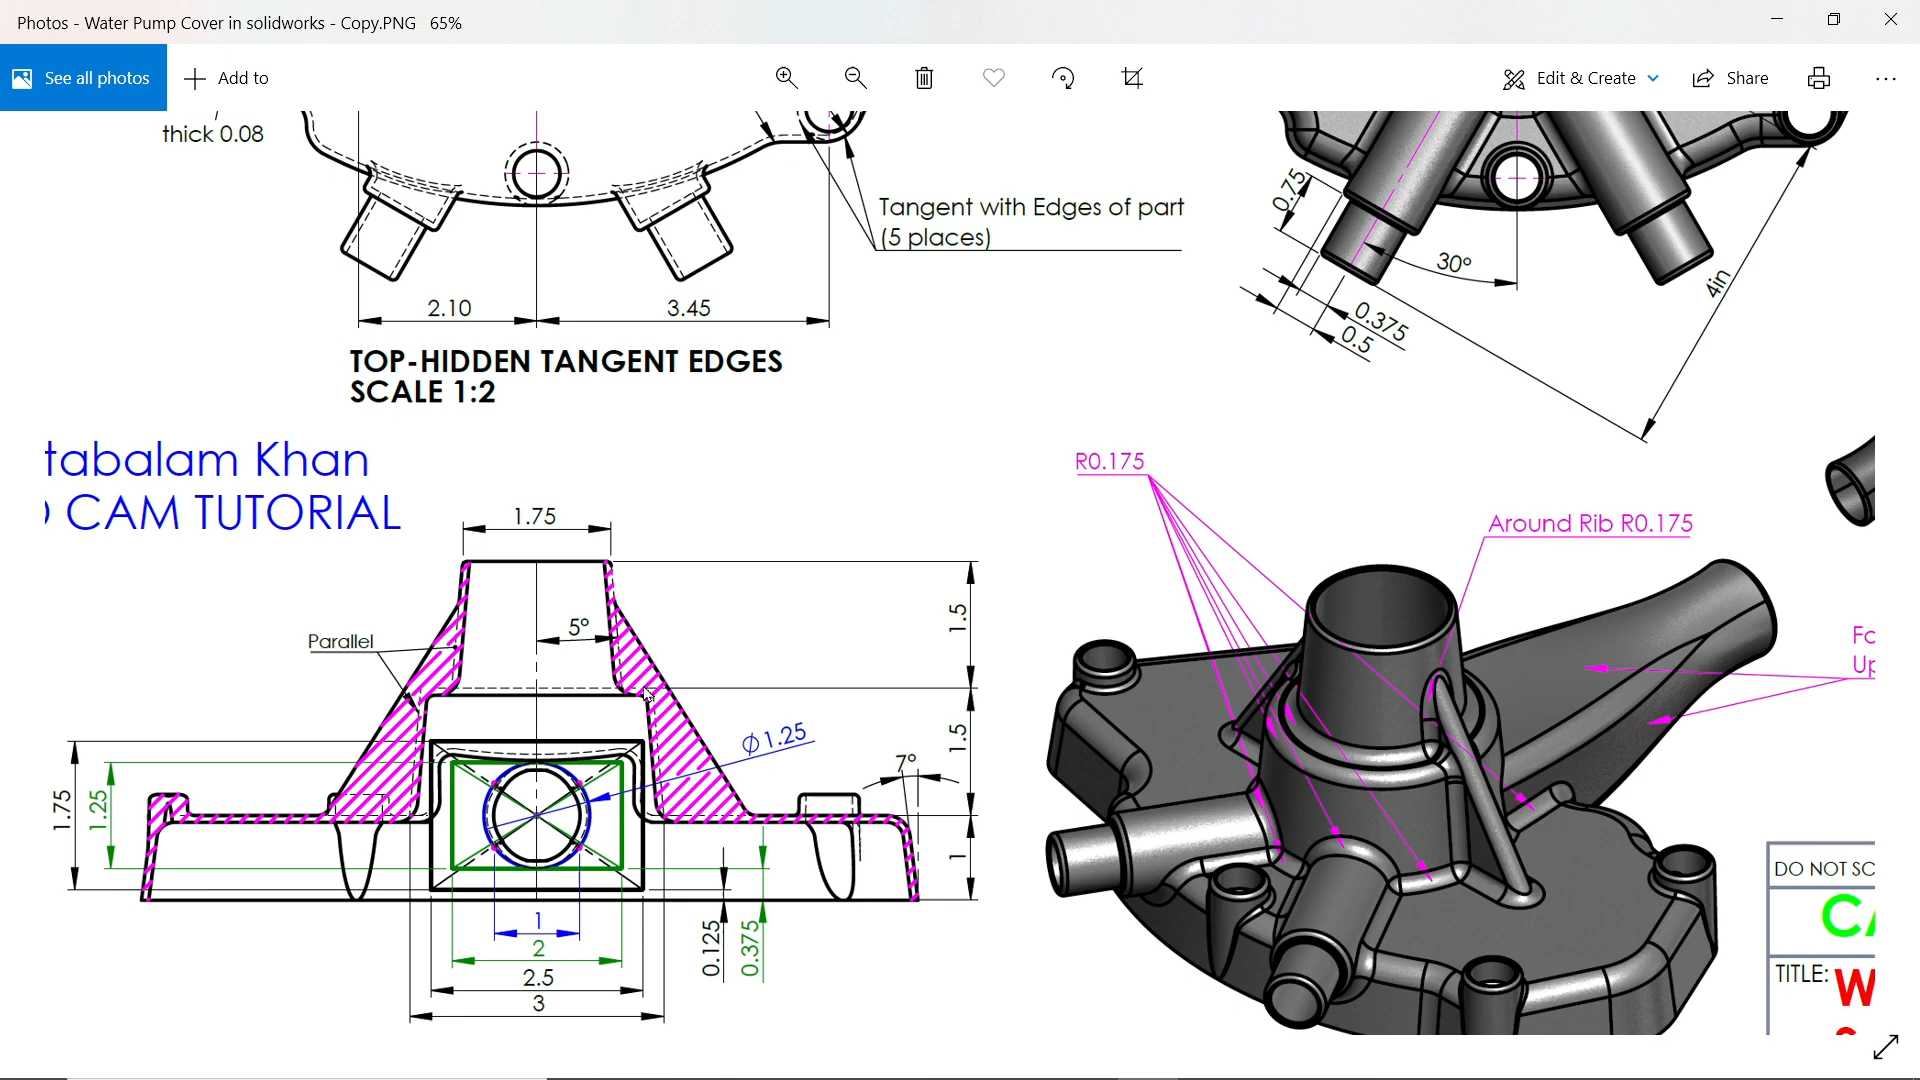 Photos - Water Pump Cover in solidworks - Copy.PNG 65%
See all photos
Add to
Edit & Create
Share
thick 0.08
Tangent with Edges of part
(5 places)
2.10
3.45
TOP-HIDDEN TANGENT EDGES
SCALE 1:2
0.75
30°
0.375
0.5
4in
tabalam Khan
CAM TUTORIAL
1.75
Parallel
5°
1.5
1.5
1
Ø1.25
7°
1.75
1.25
1
2
2.5
3
0.125
0.375
R0.175
Around Rib R0.175
Up
DO NOT SC
CA
TITLE:
W